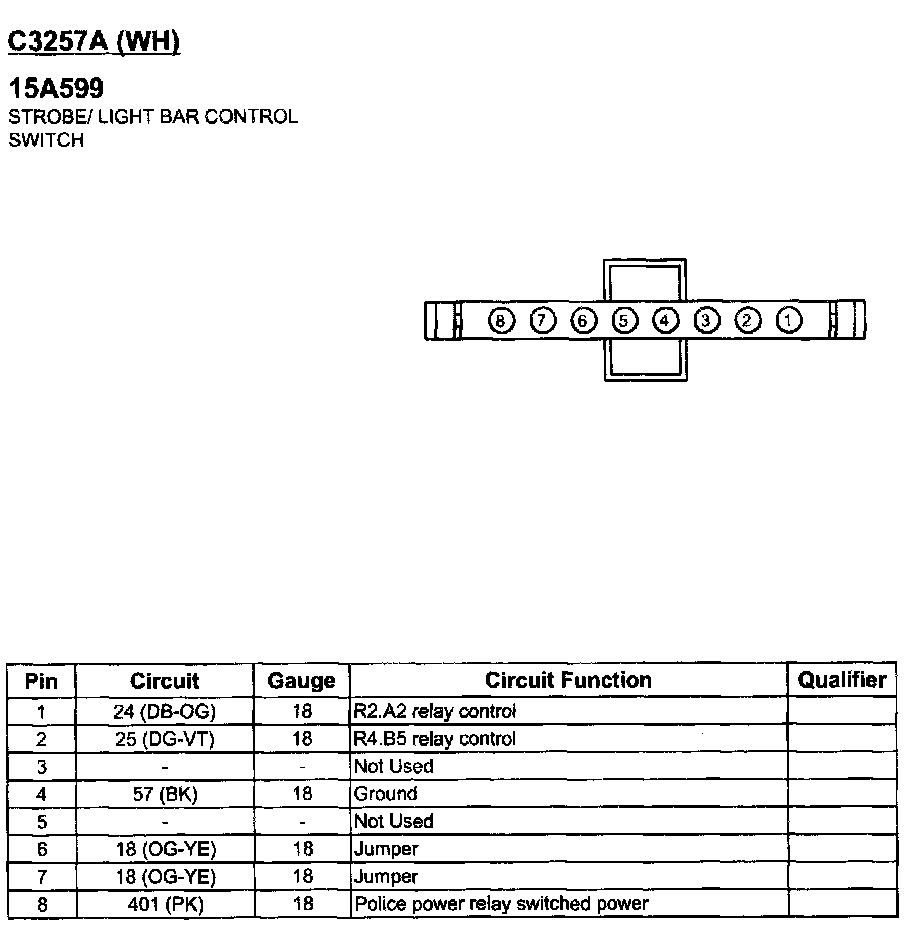 C3257A (WH)
15A599
STROBE/ LIGHT BAR CONTROL
SWITCH
8 7 6 5 4 3 2 1
Pin Circuit Gauge Circuit Function Qualifier
1 24 (DB-OG) 18 R2.A2 relay control
2 25 (DG-VT) 18 R4.B5 relay control
3 - - Not Used
4 57 (BK) 18 Ground
5 - - Not Used
6 18 (OG-YE) 18 Jumper
7 18 (OG-YE) 18 Jumper
8 401 (PK) 18 Police power relay switched power